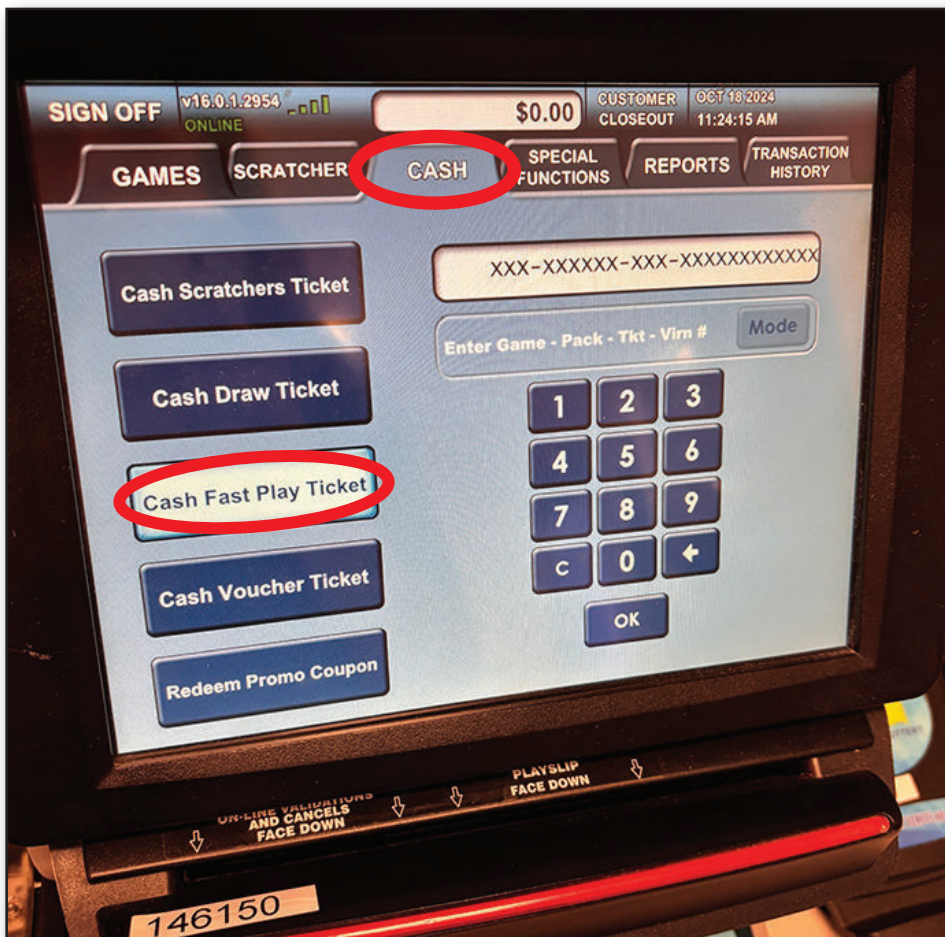 SIGN OFF
v16.0.1.2954
ONLINE
$0.00
CUSTOMER
CLOSEOUT
OCT 18 2024
11:24:15 AM
GAMES
SCRATCHER
CASH
SPECIAL
FUNCTIONS
REPORTS
TRANSACTION
HISTORY
Cash Scratchers Ticket
Cash Draw Ticket
Cash Fast Play Ticket
Cash Voucher Ticket
Redeem Promo Coupon
XXX-XXXXXX-XXX-XXXXXXXXXXXX
Enter Game - Pack - Tkt - Virn #
Mode
1 2 3
4 5 6
7 8 9
C 0
OK
ON-LINE VALIDATIONS
AND CANCELS
FACE DOWN
PLAYSLIP
FACE DOWN
146150